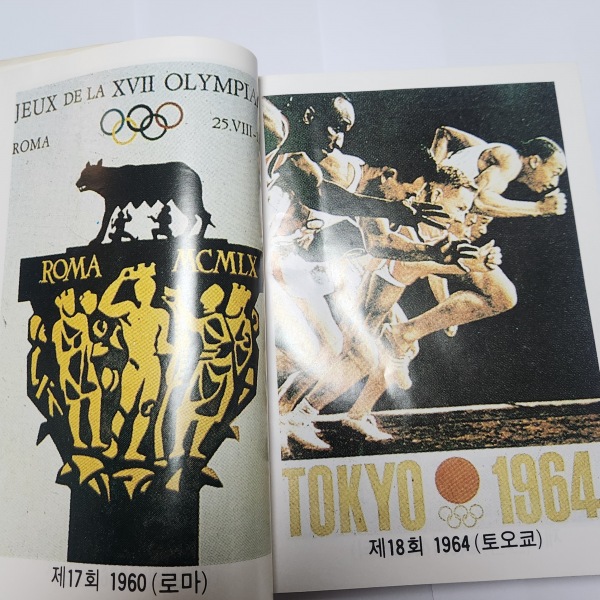 JEUX DE LA XVII OLYMPIA
ROMA
25.VIII-
ROMA MCMLX
제17회 1960 (로마)
TOKYO 1964
제18회 1964 (토오쿄)